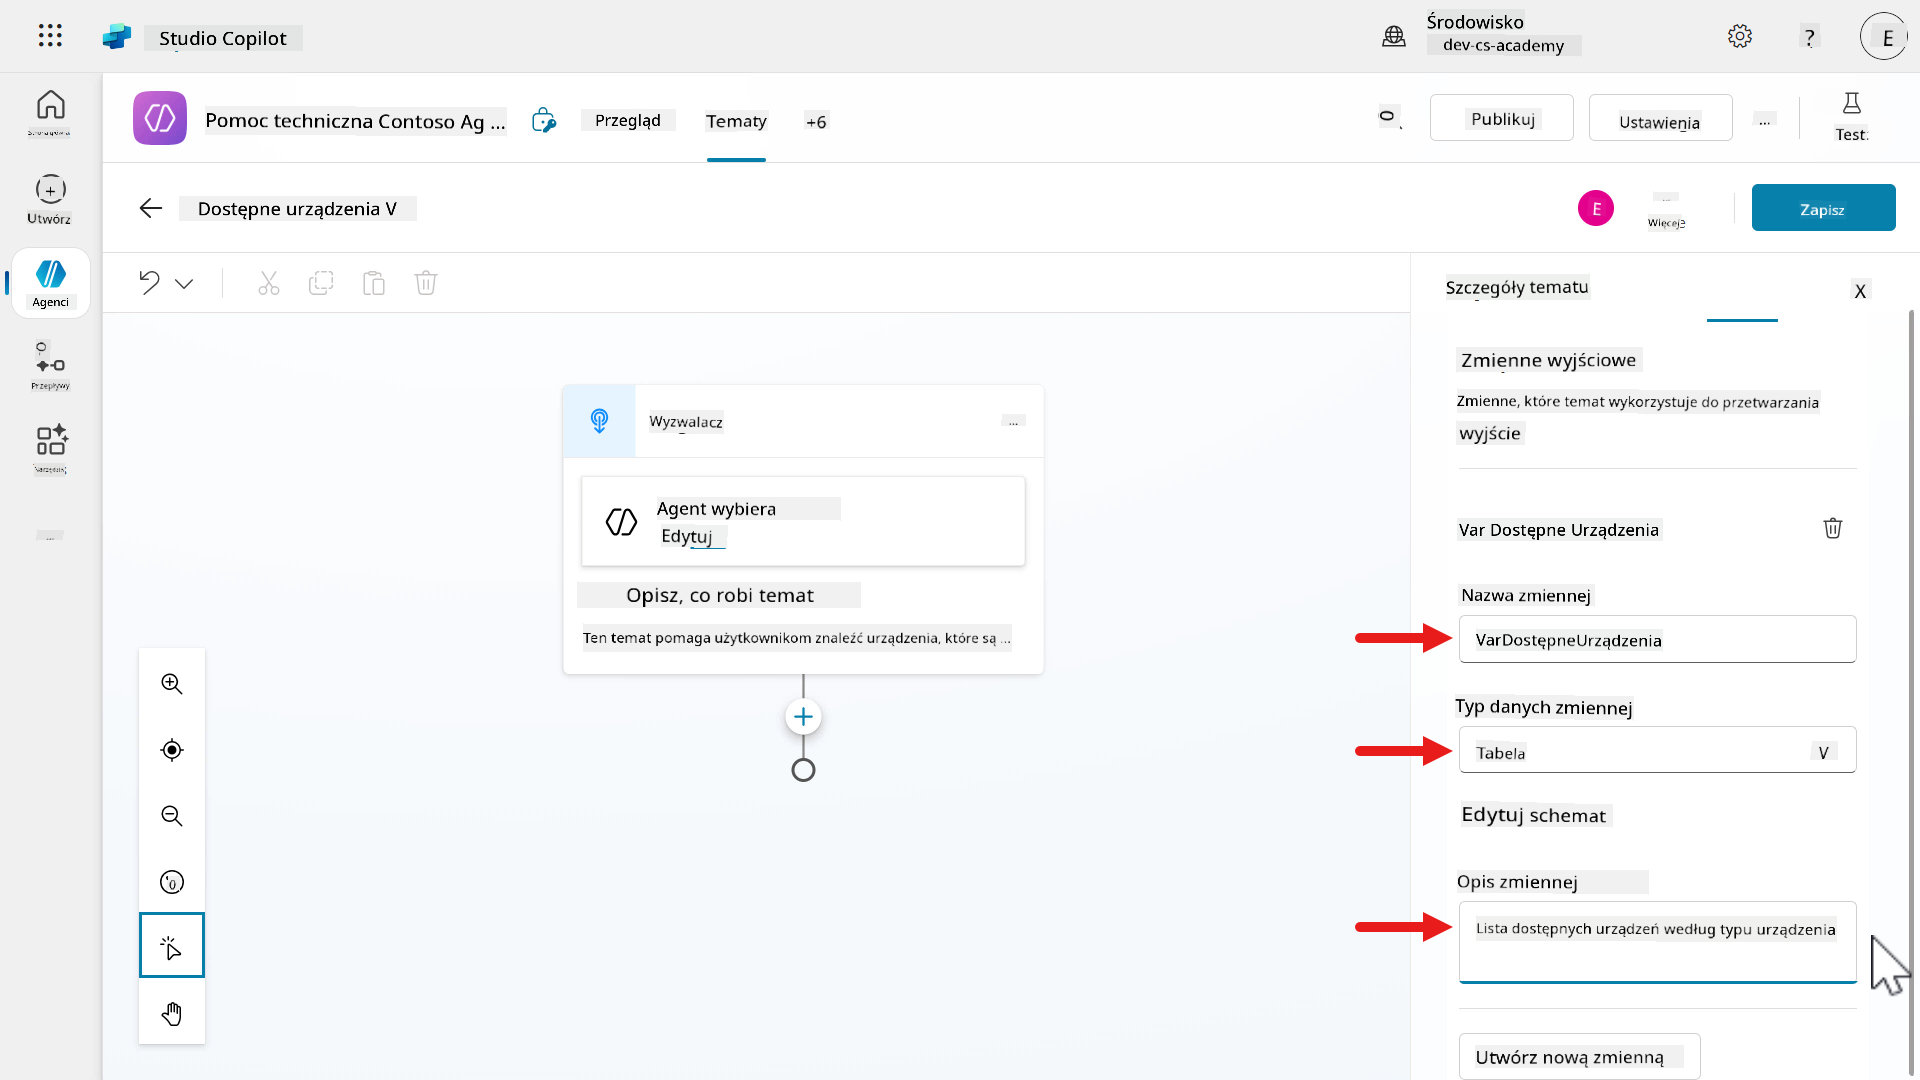 Studio Copilot
Środowisko
dev-cs-academy
?
E
Strona główna
Utwórz
Agenci
Przepływy
Narzędzia
...
Pomoc techniczna Contoso Ag ...
Przegląd
Tematy
+6
Publikuj
Ustawienia
...
Test
Dostępne urządzenia V
E
...
Więcej
Zapisz
Wyzwalacz
...
Agent wybiera
Edytuj
Opisz, co robi temat
Ten temat pomaga użytkownikom znaleźć urządzenia, które są ...
Szczegóły tematu
X
Zmienne wyjściowe
Zmienne, które temat wykorzystuje do przetwarzania
wyjście
Var Dostępne Urządzenia
Nazwa zmiennej
VarDostępneUrządzenia
Typ danych zmiennej
Tabela
V
Edytuj schemat
Opis zmiennej
Lista dostępnych urządzeń według typu urządzenia
Utwórz nową zmienną